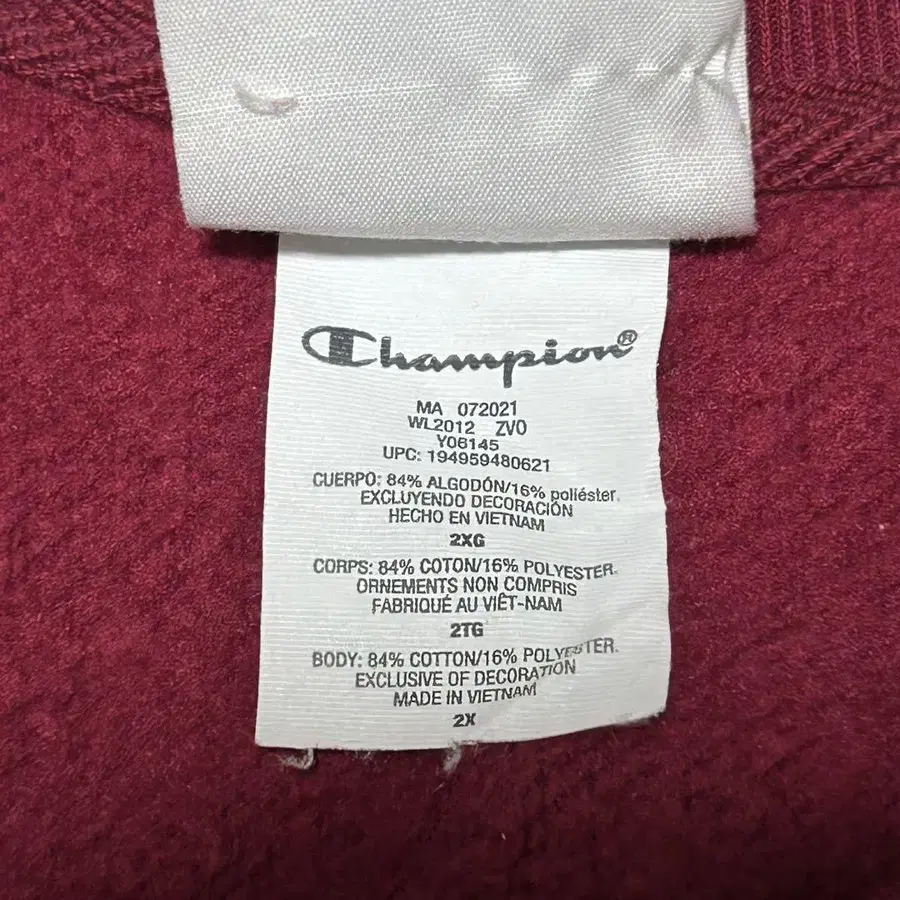 Champion®
MA 072021
WL2012 ZVO
Y06145
UPC: 194959480621
CUERPO: 84% ALGODÓN/16% poliéster.
EXCLUYENDO DECORACIÓN
HECHO EN VIETNAM
2XG
CORPS: 84% COTON/16% POLYESTER.
ORNEMENTS NON COMPRIS
FABRIQUÉ AU VIÊT-NAM
2TG
BODY: 84% COTTON/16% POLYESTER.
EXCLUSIVE OF DECORATION
MADE IN VIETNAM
2X